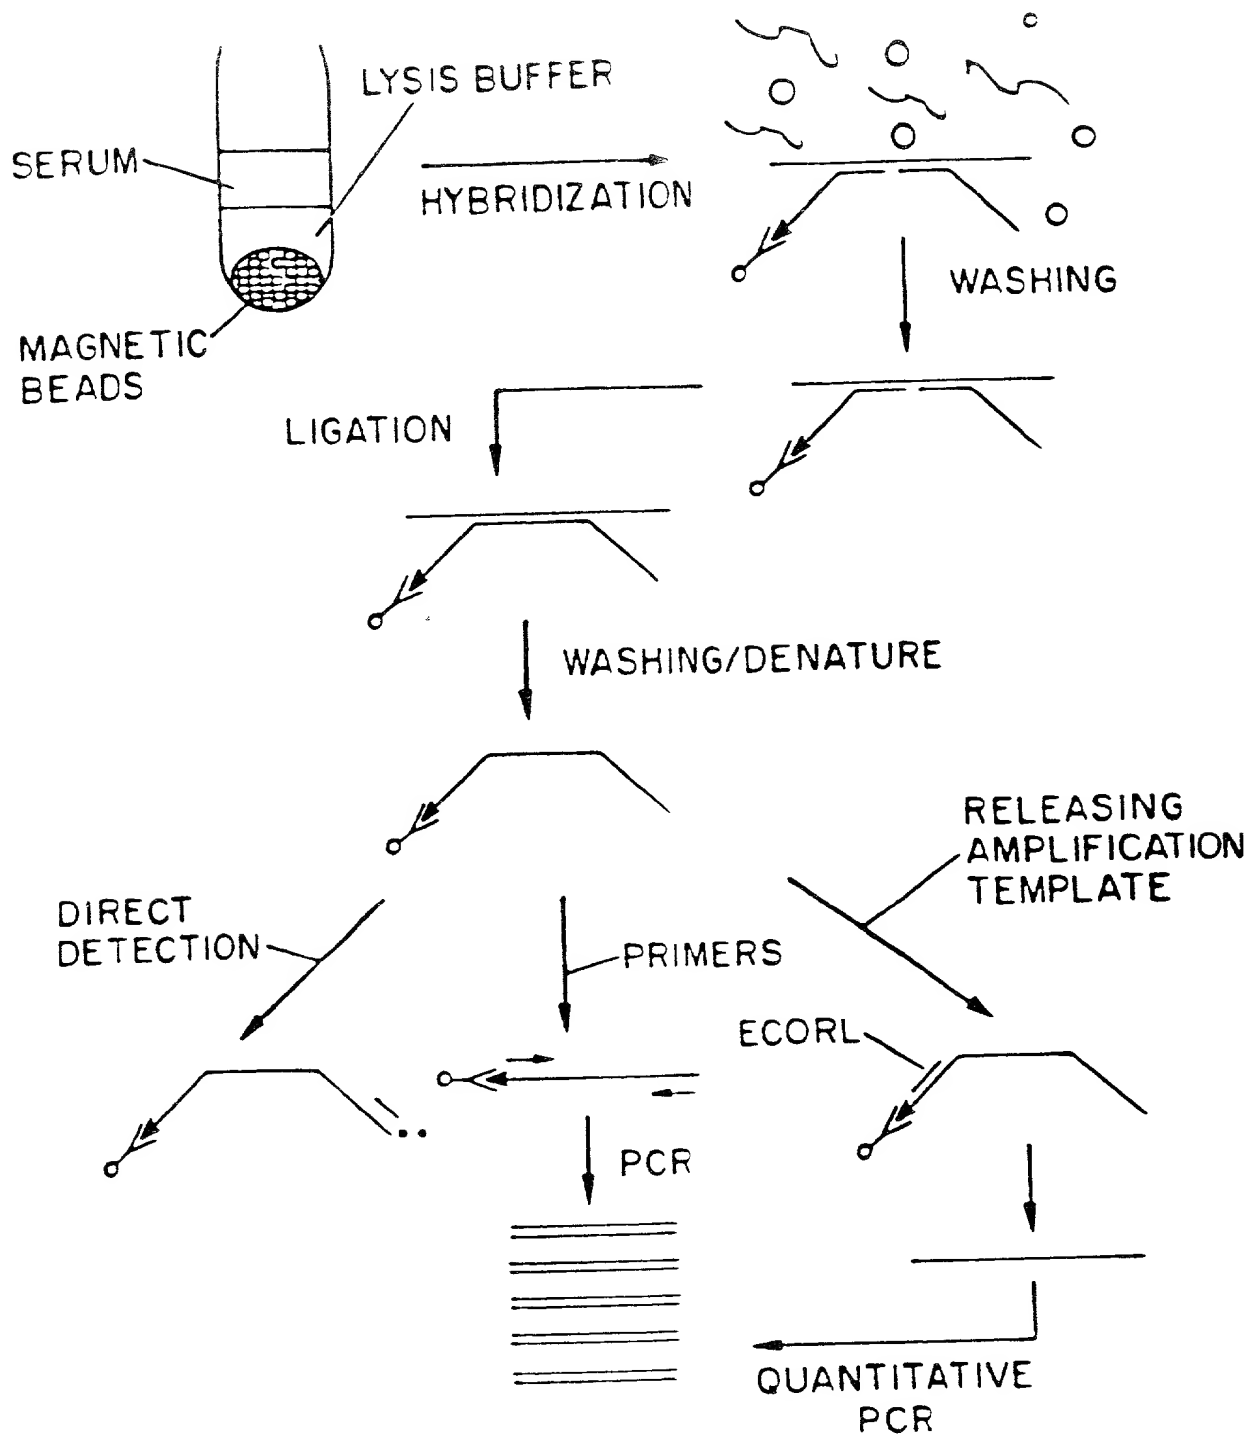 LYSIS BUFFER
SERUM
HYBRIDIZATION
MAGNETIC
BEADS
WASHING
LIGATION
WASHING/DENATURE
RELEASING
AMPLIFICATION
TEMPLATE
DIRECT
DETECTION
PRIMERS
ECORL
PCR
QUANTITATIVE
PCR